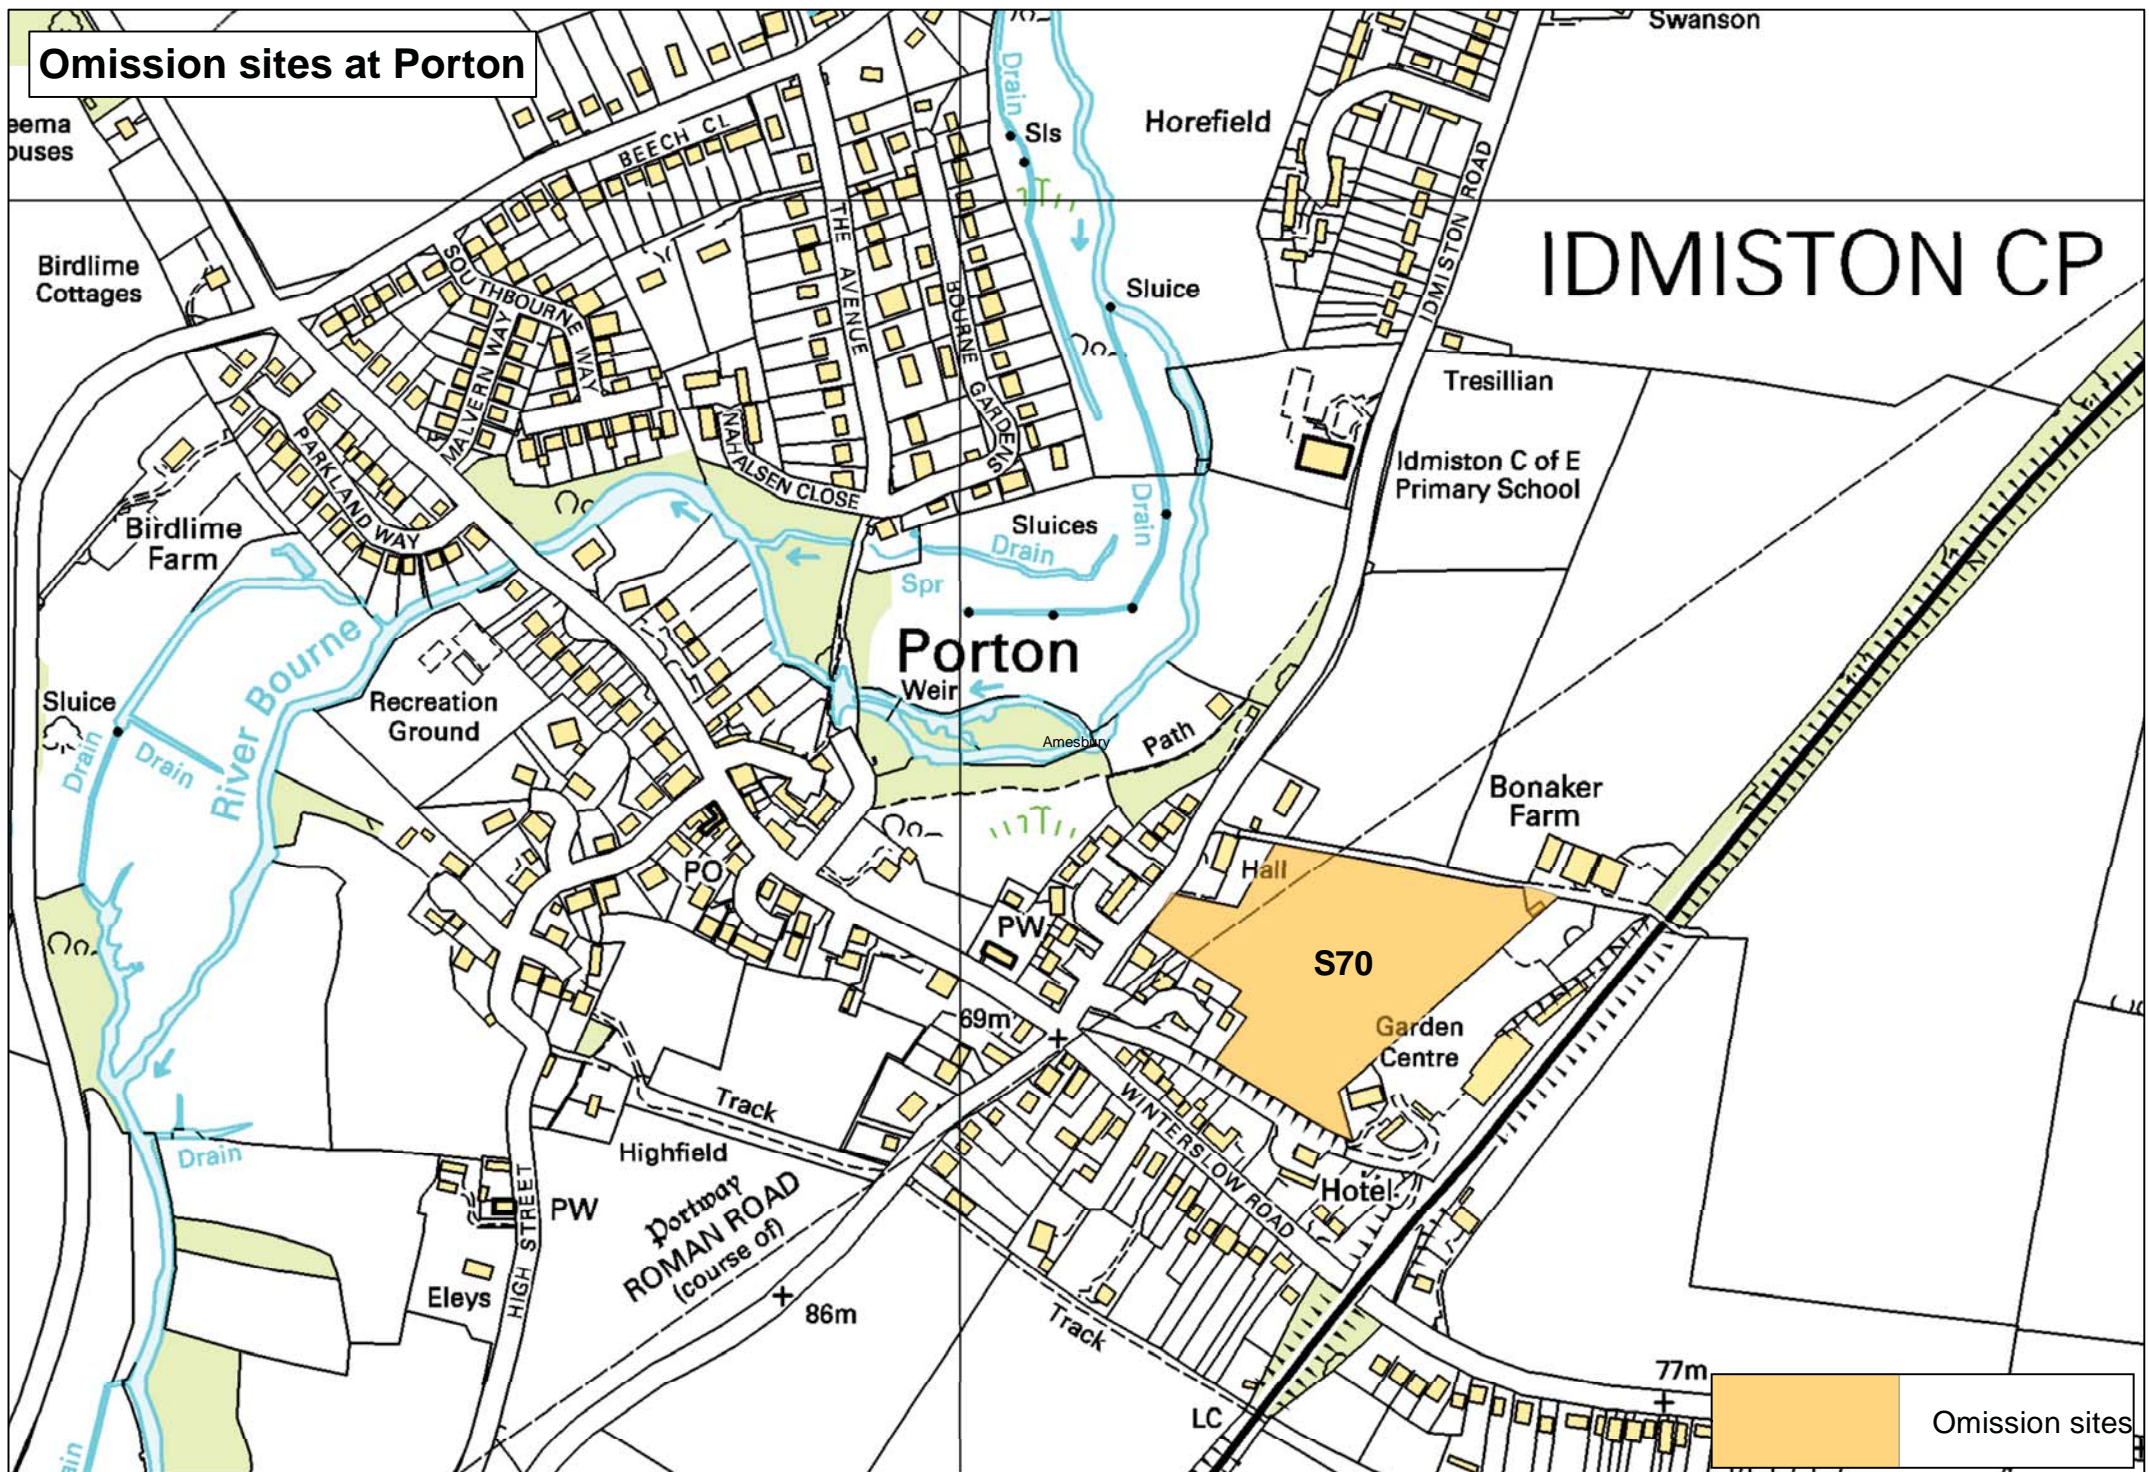 Omission sites at Porton
Swanson
Drain
Sls
Horefield
BEECH CL
IDMISTON ROAD
IDMISTON CP
Birdlime
Cottages
SOUTHBOURNE WAY
THE AVENUE
BOURNE GARDENS
Sluice
MALVERN WAY
Tresillian
NAHALSEN CLOSE
PARKLAND WAY
Idmiston C of E
Primary School
Birdlime
Farm
Sluices
Drain
Drain
Spr
Porton
Weir
River Bourne
Recreation
Ground
Sluice
Drain
Drain
Amesbury
Path
Bonaker
Farm
PO
Hall
PW
S70
69m
Garden
Centre
Track
WINTERSLOW ROAD
Highfield
Drain
Hotel
PW
Portway
ROMAN ROAD
(course of)
HIGH STREET
Eleys
86m
Track
77m
LC
Omission sites